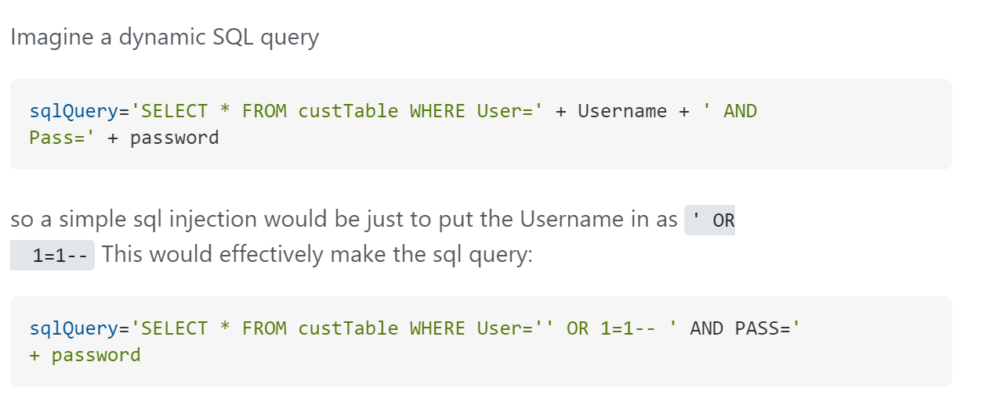 Imagine a dynamic SQL query
sqlQuery='SELECT * FROM custTable WHERE User=' + Username + ' AND
Pass=' + password
so a simple sql injection would be just to put the Username in as ' OR
1=1-- This would effectively make the sql query:
sqlQuery='SELECT * FROM custTable WHERE User='' OR 1=1-- ' AND PASS='
+ password